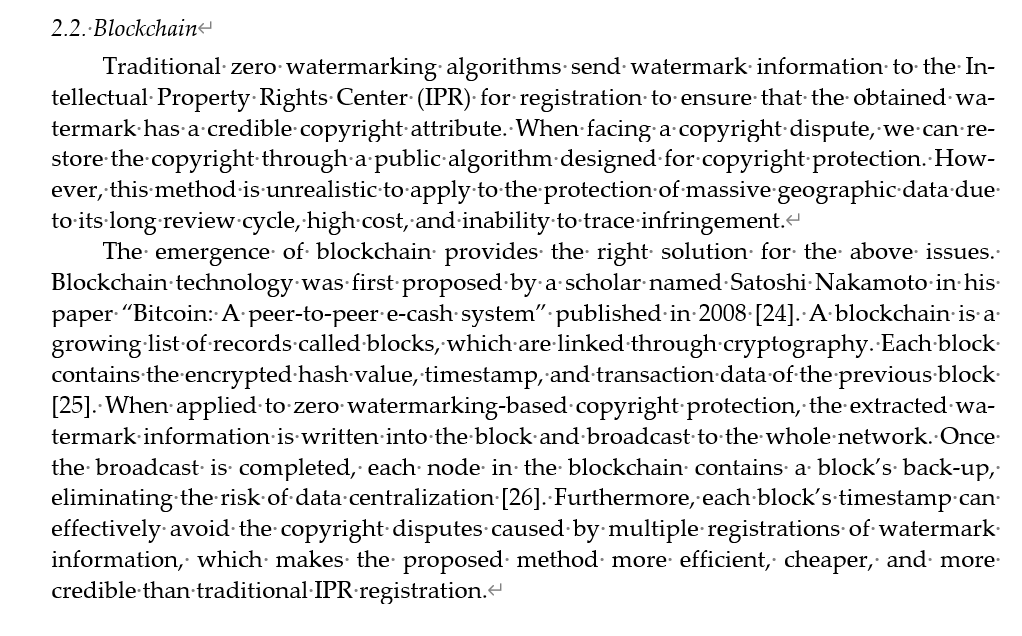 2.2. Blockchain
Traditional zero watermarking algorithms send watermark information to the In-
tellectual Property Rights Center (IPR) for registration to ensure that the obtained wa-
termark has a credible copyright attribute. When facing a copyright dispute, we can re-
store the copyright through a public algorithm designed for copyright protection. How-
ever, this method is unrealistic to apply to the protection of massive geographic data due
to its long review cycle, high cost, and inability to trace infringement.
The emergence of blockchain provides the right solution for the above issues.
Blockchain technology was first proposed by a scholar named Satoshi Nakamoto in his
paper “Bitcoin: A peer-to-peer e-cash system” published in 2008 [24]. A blockchain is a
growing list of records called blocks, which are linked through cryptography. Each block
contains the encrypted hash value, timestamp, and transaction data of the previous block
[25]. When applied to zero watermarking-based copyright protection, the extracted wa-
termark information is written into the block and broadcast to the whole network. Once
the broadcast is completed, each node in the blockchain contains a block’s back-up,
eliminating the risk of data centralization [26]. Furthermore, each block’s timestamp can
effectively avoid the copyright disputes caused by multiple registrations of watermark
information, which makes the proposed method more efficient, cheaper, and more
credible than traditional IPR registration.